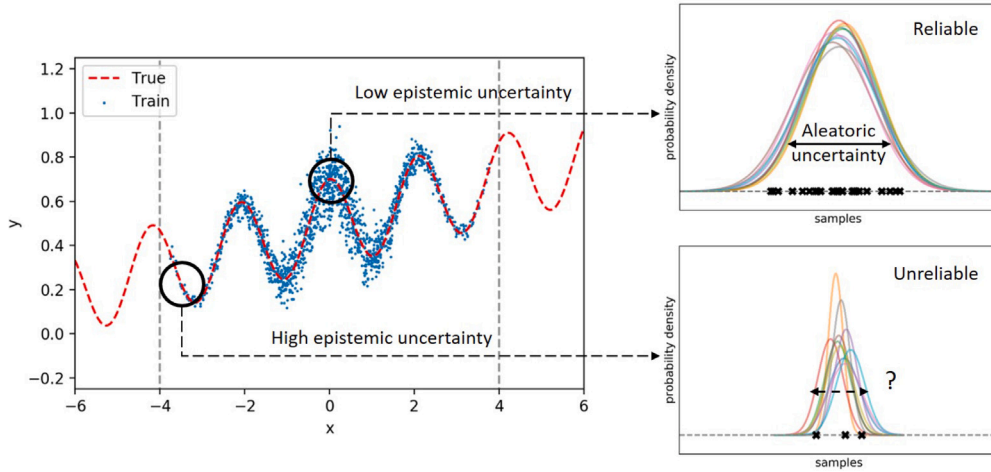 True
Train
Low epistemic uncertainty
High epistemic uncertainty
1.2
1.0
0.8
0.6
0.4
0.2
0.0
−0.2
y
−6
−4
−2
0
2
4
6
x
Reliable
probability density
Aleatoric
uncertainty
samples
Unreliable
probability density
?
samples